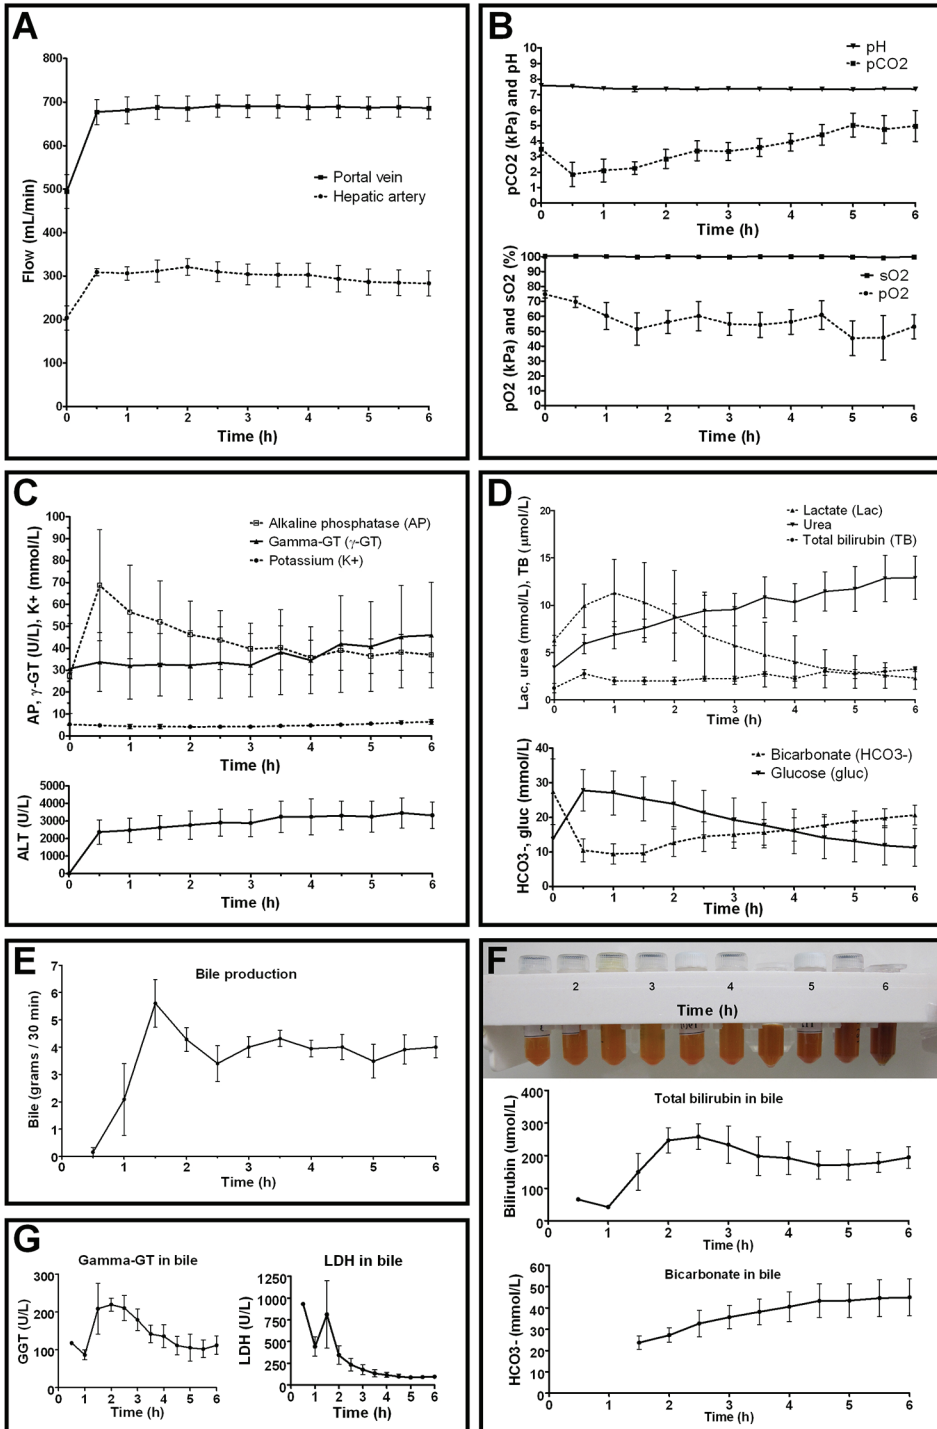 A
800
700
600
500
400
300
200
100
0
Flow (mL/min)
Portal vein
Hepatic artery
0 1 2 3 4 5 6
Time (h)
B
10
9
8
7
6
5
4
3
2
1
0
pCO2 (kPa) and pH
pH
pCO2
0 1 2 3 4 5 6
Time (h)
100
90
80
70
60
50
40
30
20
10
0
pO2 (kPa) and sO2 (%)
sO2
pO2
0 1 2 3 4 5 6
Time (h)
C
100
90
80
70
60
50
40
30
20
10
0
AP, γ-GT (U/L), K+ (mmol/L)
Alkaline phosphatase (AP)
Gamma-GT (γ-GT)
Potassium (K+)
0 1 2 3 4 5 6
Time (h)
5000
4000
3000
2000
1000
0
ALT (U/L)
0 1 2 3 4 5 6
Time (h)
D
20
15
10
5
0
Lac, urea (mmol/L), TB (μmol/L)
Lactate (Lac)
Urea
Total bilirubin (TB)
0 1 2 3 4 5 6
Time (h)
40
30
20
10
0
HCO3-, gluc (mmol/L)
Bicarbonate (HCO3-)
Glucose (gluc)
0 1 2 3 4 5 6
Time (h)
E
Bile production
7
6
5
4
3
2
1
0
Bile (grams / 30 min)
0 1 2 3 4 5 6
Time (h)
F
2 3 4 5 6
Time (h)
Total bilirubin in bile
400
300
200
100
0
Bilirubin (umol/L)
0 1 2 3 4 5 6
Time (h)
Bicarbonate in bile
60
50
40
30
20
10
0
HCO3- (mmol/L)
0 1 2 3 4 5 6
Time (h)
G
Gamma-GT in bile
300
200
100
0
GGT (U/L)
0 1 2 3 4 5 6
Time (h)
LDH in bile
1250
1000
750
500
250
0
LDH (U/L)
0 1 2 3 4 5 6
Time (h)